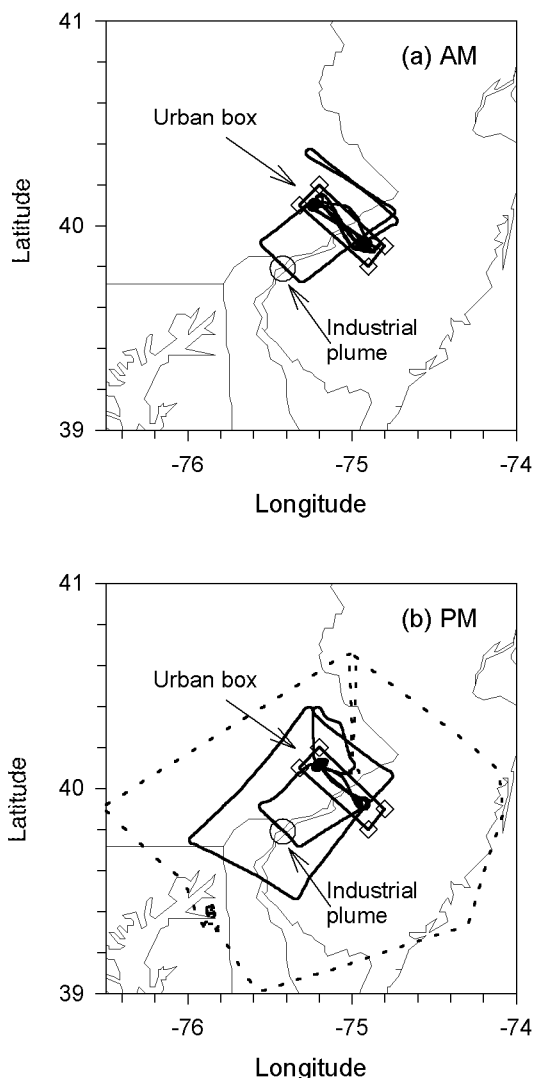 41
(a) AM
Urban box
Latitude
40
Industrial
plume
39
-76
-75
-74
Longitude
41
(b) PM
Urban box
Latitude
40
Industrial
plume
39
-76
-75
-74
Longitude